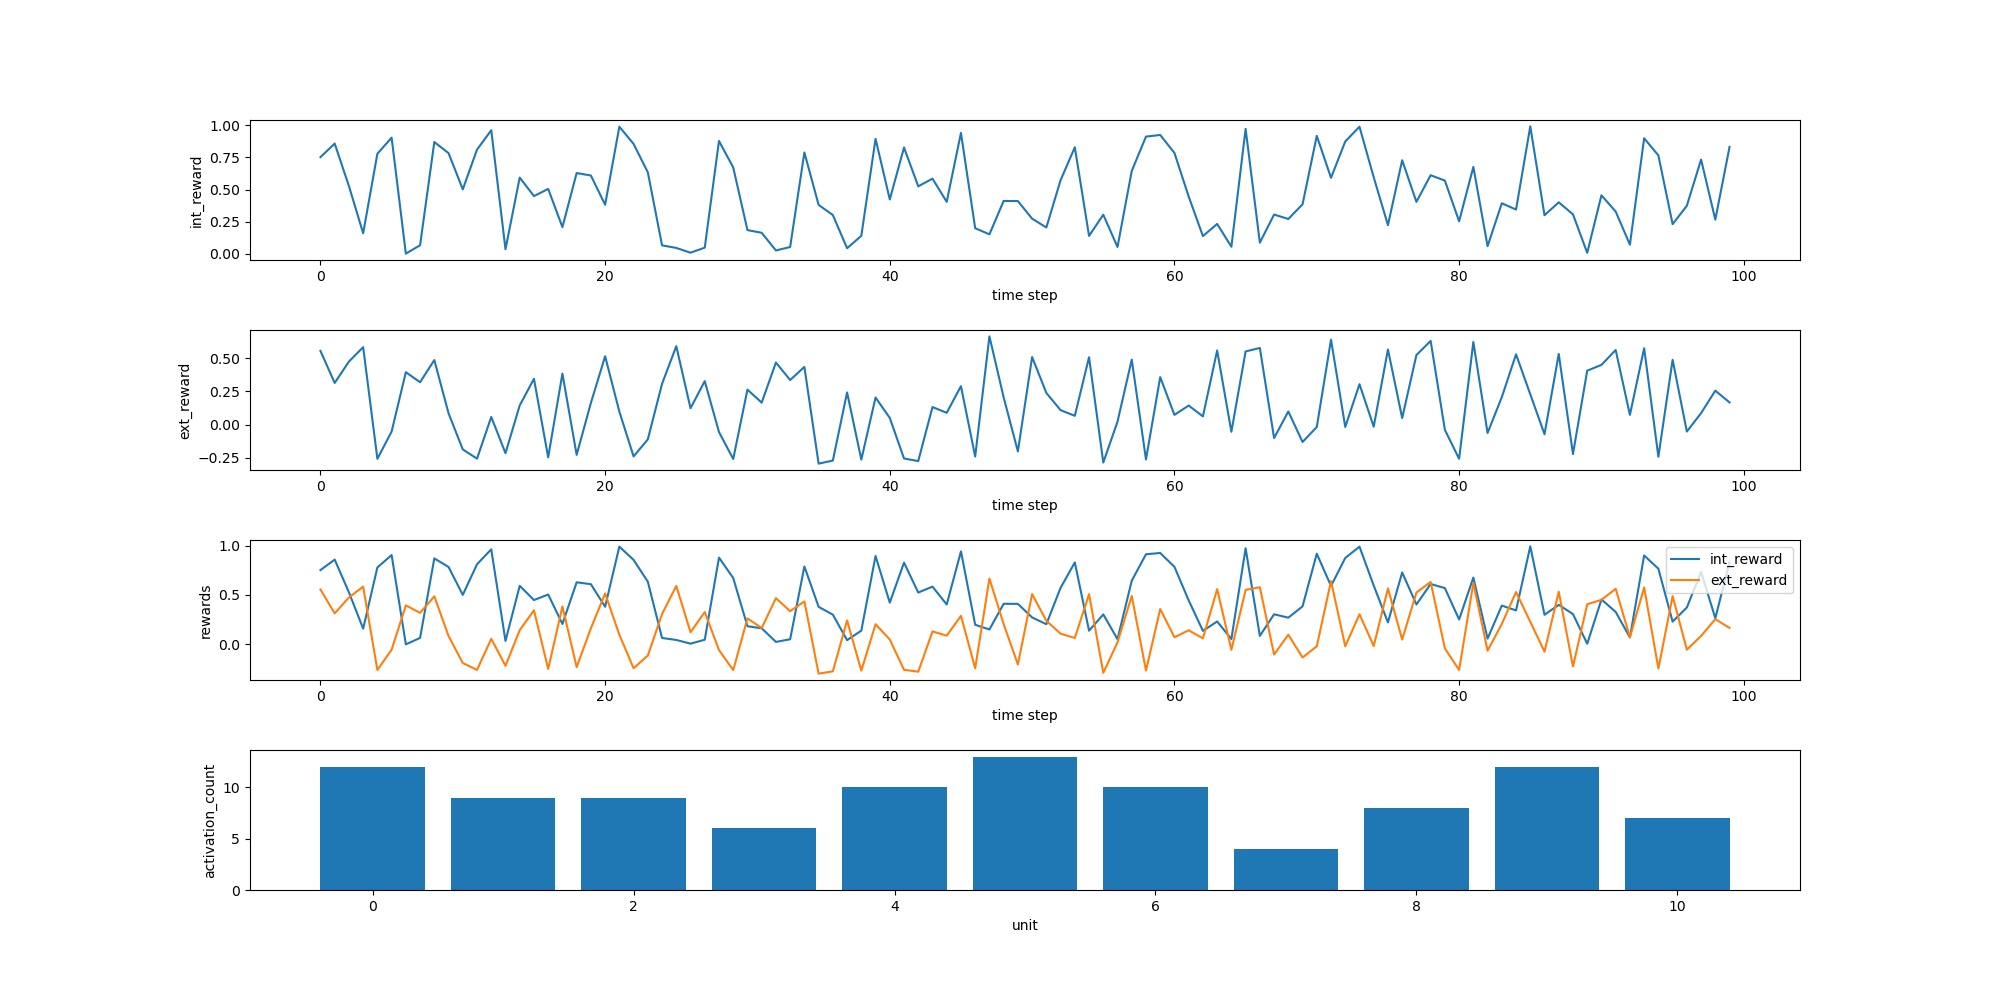 int_reward
1.00
0.75
0.50
0.25
0.00
0 20 40 60 80 100
time step
ext_reward
0.50
0.25
0.00
−0.25
0 20 40 60 80 100
time step
rewards
1.0
0.5
0.0
int_reward
ext_reward
0 20 40 60 80 100
time step
activation_count
10
5
0
0 2 4 6 8 10
unit